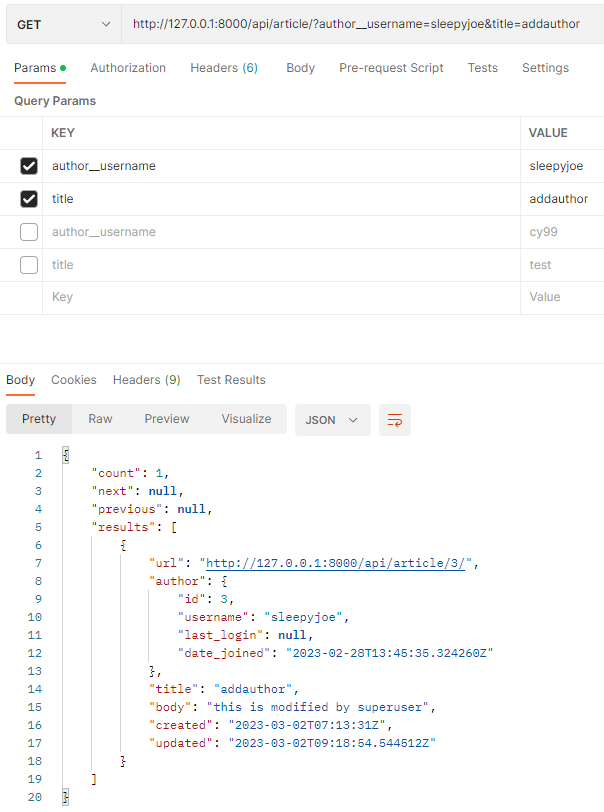 GET http://127.0.0.1:8000/api/article/?author__username=sleepyjoe&title=addauthor
Params Authorization Headers (6) Body Pre-request Script Tests Settings
Query Params
KEY VALUE
author__username sleepyjoe
title addauthor
author__username cy99
title test
Key Value
Body Cookies Headers (9) Test Results
Pretty Raw Preview Visualize JSON
1 {
2 "count": 1,
3 "next": null,
4 "previous": null,
5 "results": [
6 {
7 "url": "http://127.0.0.1:8000/api/article/3/",
8 "author": {
9 "id": 3,
10 "username": "sleepyjoe",
11 "last_login": null,
12 "date_joined": "2023-02-28T13:45:35.324260Z"
13 },
14 "title": "addauthor",
15 "body": "this is modified by superuser",
16 "created": "2023-03-02T07:13:31Z",
17 "updated": "2023-03-02T09:18:54.544512Z"
18 }
19 ]
20 }